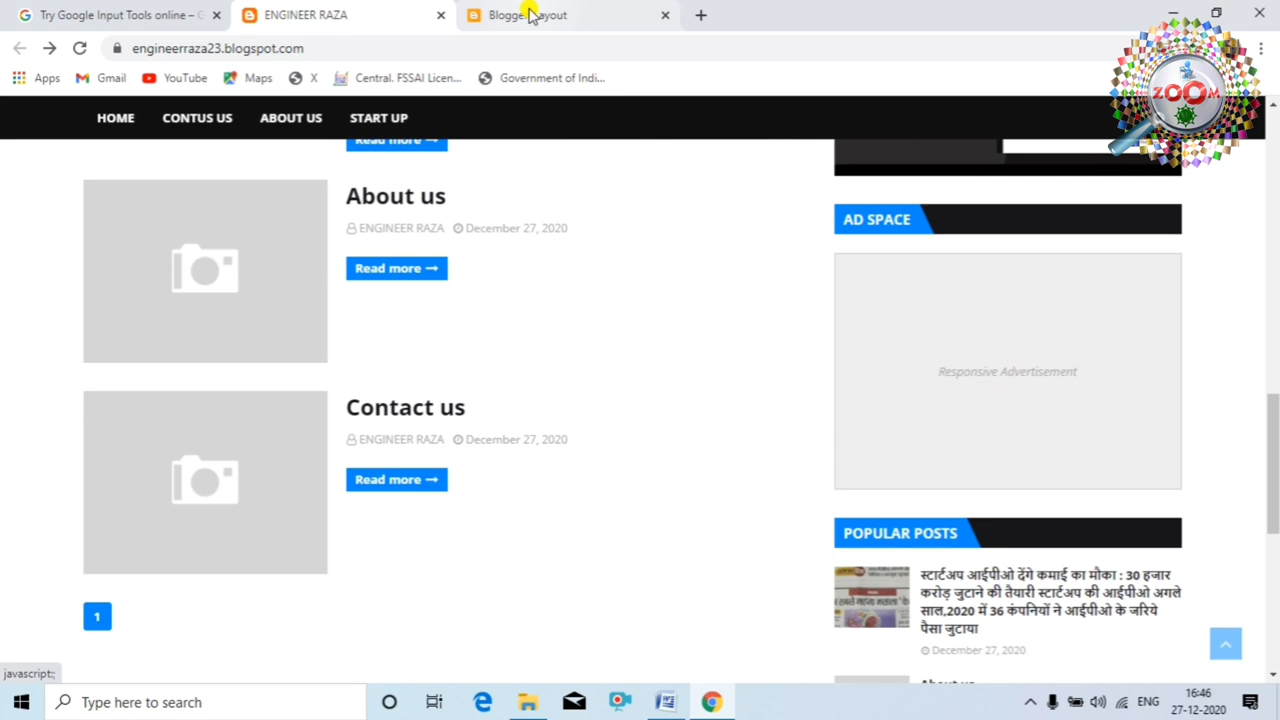 Try Google Input Tools online – G
ENGINEER RAZA
Blogger
ayout
engineerraza23.blogspot.com
Apps
Gmail
YouTube
Maps
X
Central. FSSAI Licen...
Government of Indi...
ZOOM
HOME
CONTUS US
ABOUT US
START UP
Read more →
About us
ENGINEER RAZA
December 27, 2020
Read more →
AD SPACE
Responsive Advertisement
Contact us
ENGINEER RAZA
December 27, 2020
Read more →
POPULAR POSTS
स्टार्टअप आईपीओ देंगे कमाई का मौका : 30 हजार
करोड़ जुटाने की तैयारी स्टार्टअप की आईपीओ अगले
साल,2020 में 36 कंपनियों ने आईपीओ के जरिये
पैसा जुटाया
December 27, 2020
About us
1
javascript:;
Type here to search
ENG
16:46
27-12-2020